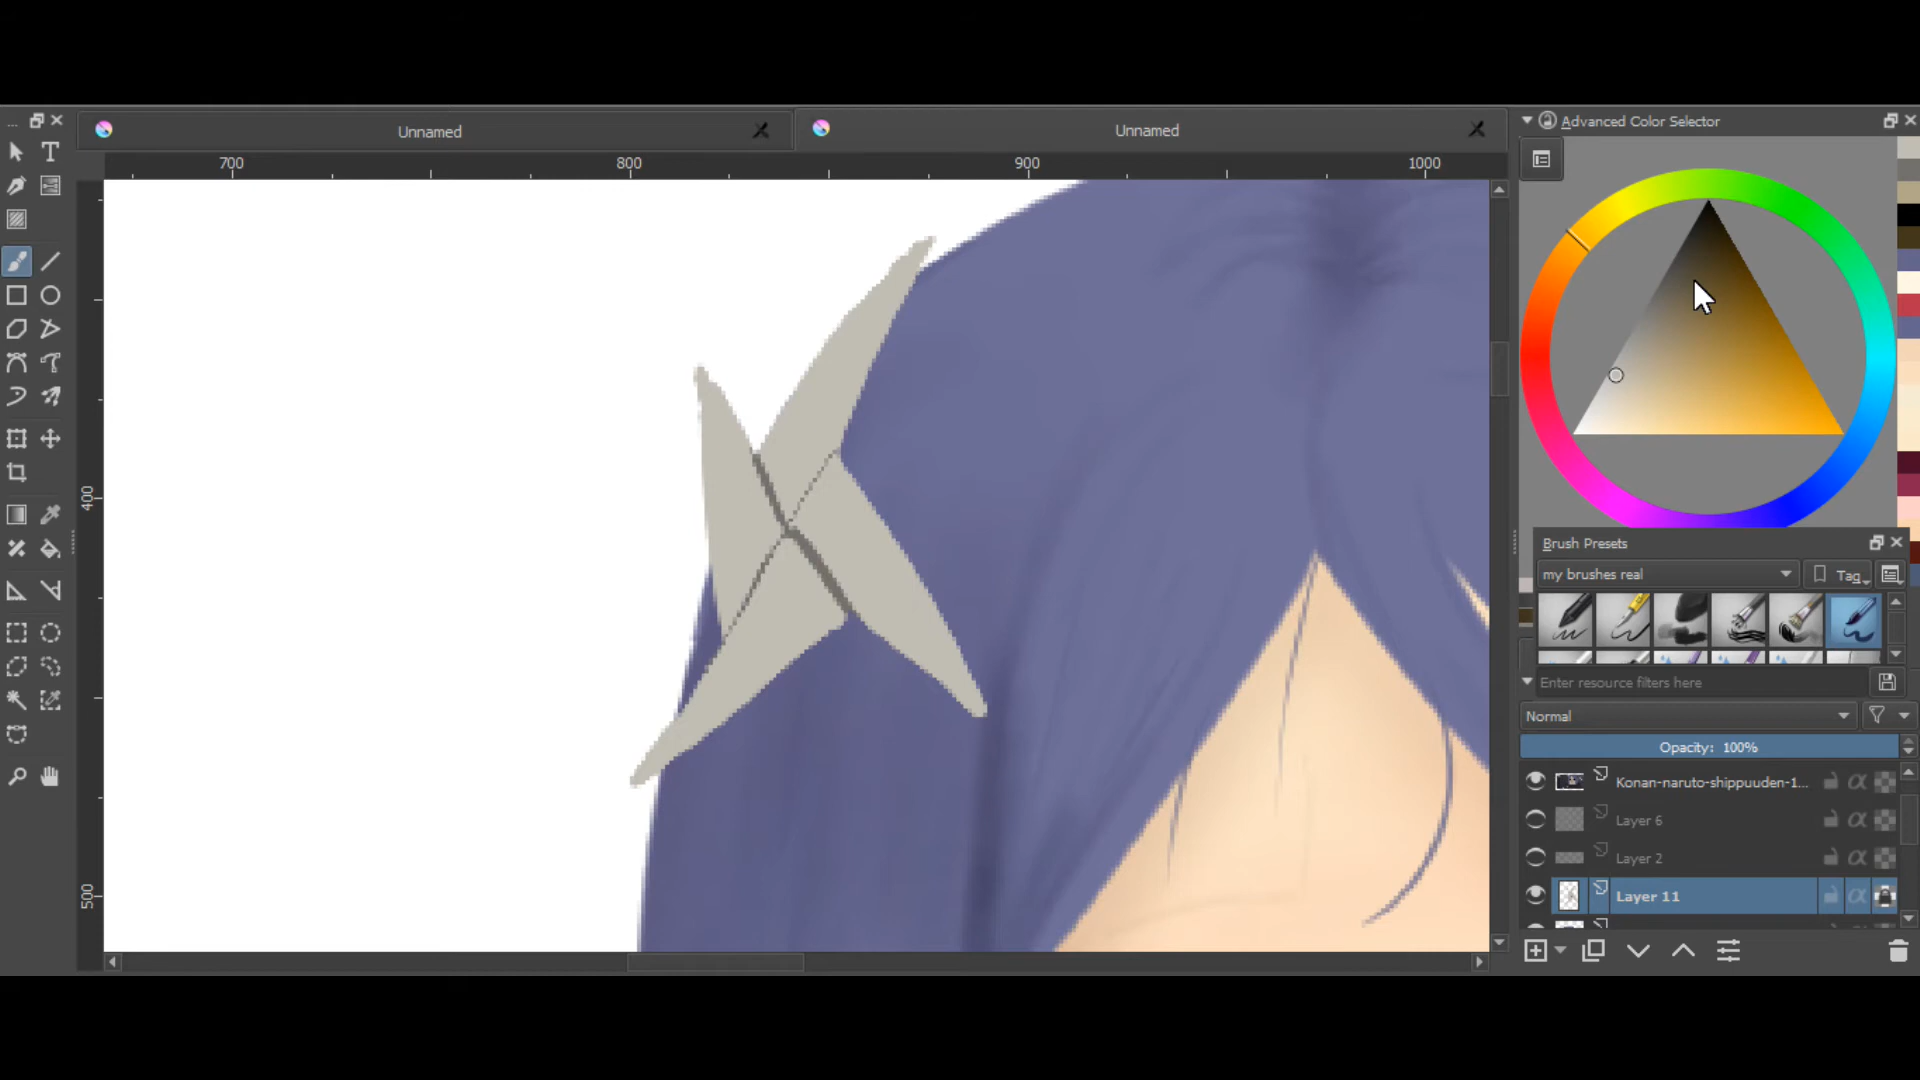 Advanced Color Selector
Unnamed
Unnamed
700
800
900
1000
400
500
Brush Presets
my brushes real
Tag
Enter resource filters here
Normal
Opacity: 100%
Konan-naruto-shippuuden-1...
Layer 6
Layer 2
Layer 11